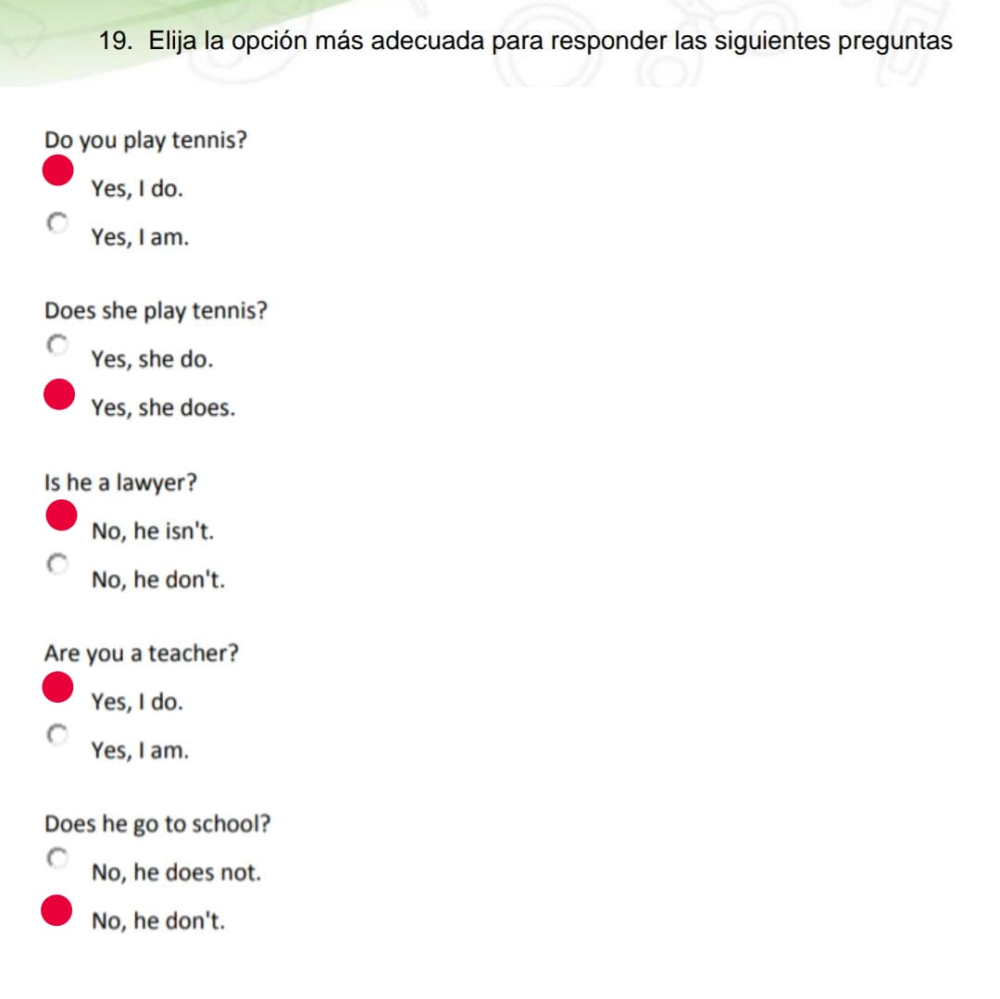 19. Elija la opción más adecuada para responder las siguientes preguntas
Do you play tennis?
Yes, I do.
Yes, I am.
Does she play tennis?
Yes, she do.
Yes, she does.
Is he a lawyer?
No, he isn't.
No, he don't.
Are you a teacher?
Yes, I do.
Yes, I am.
Does he go to school?
No, he does not.
No, he don't.